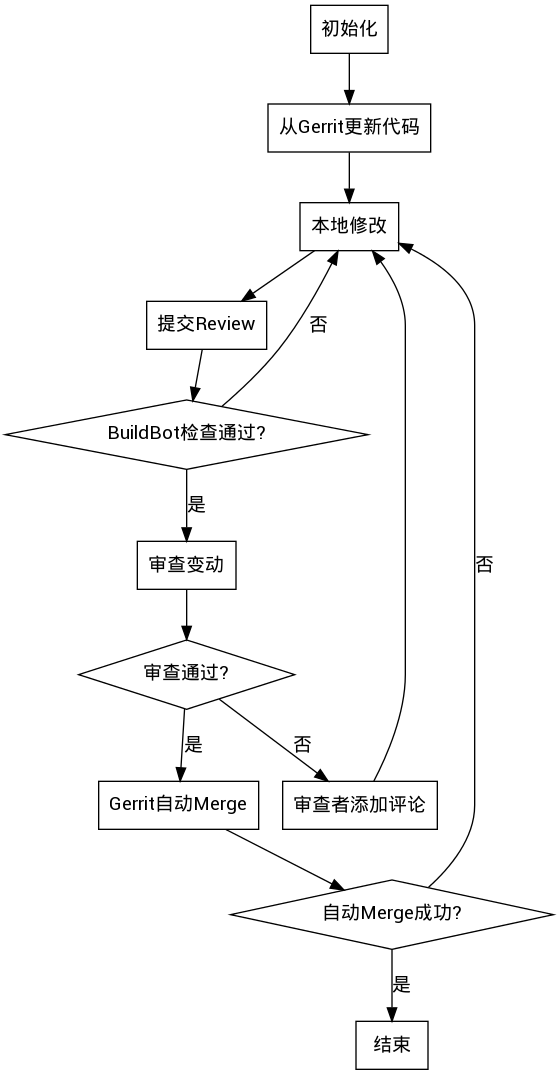 初始化
从Gerrit更新代码
本地修改
提交Review
否
BuildBot检查通过?
是
审查变动
否
审查通过?
是
否
Gerrit自动Merge
审查者添加评论
自动Merge成功?
是
结束